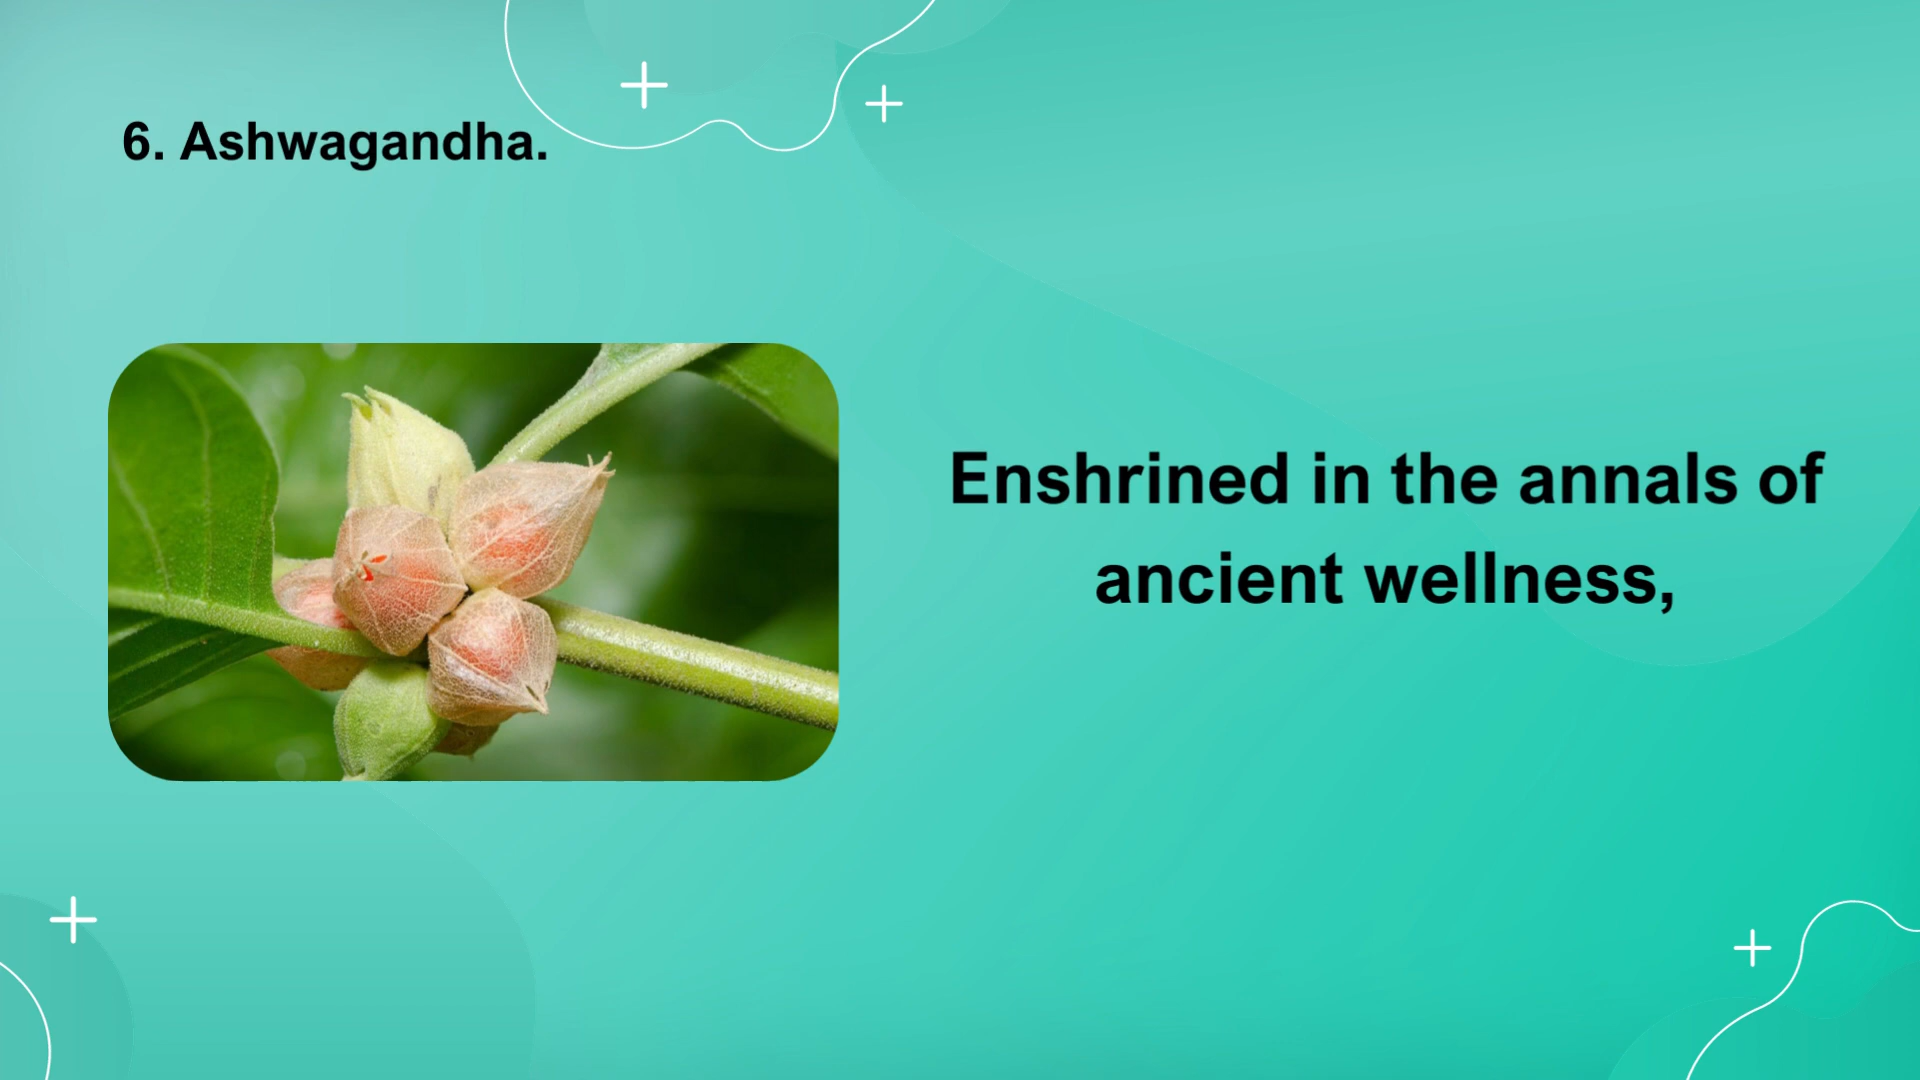 6. Ashwagandha.
Enshrined in the annals of
ancient wellness,